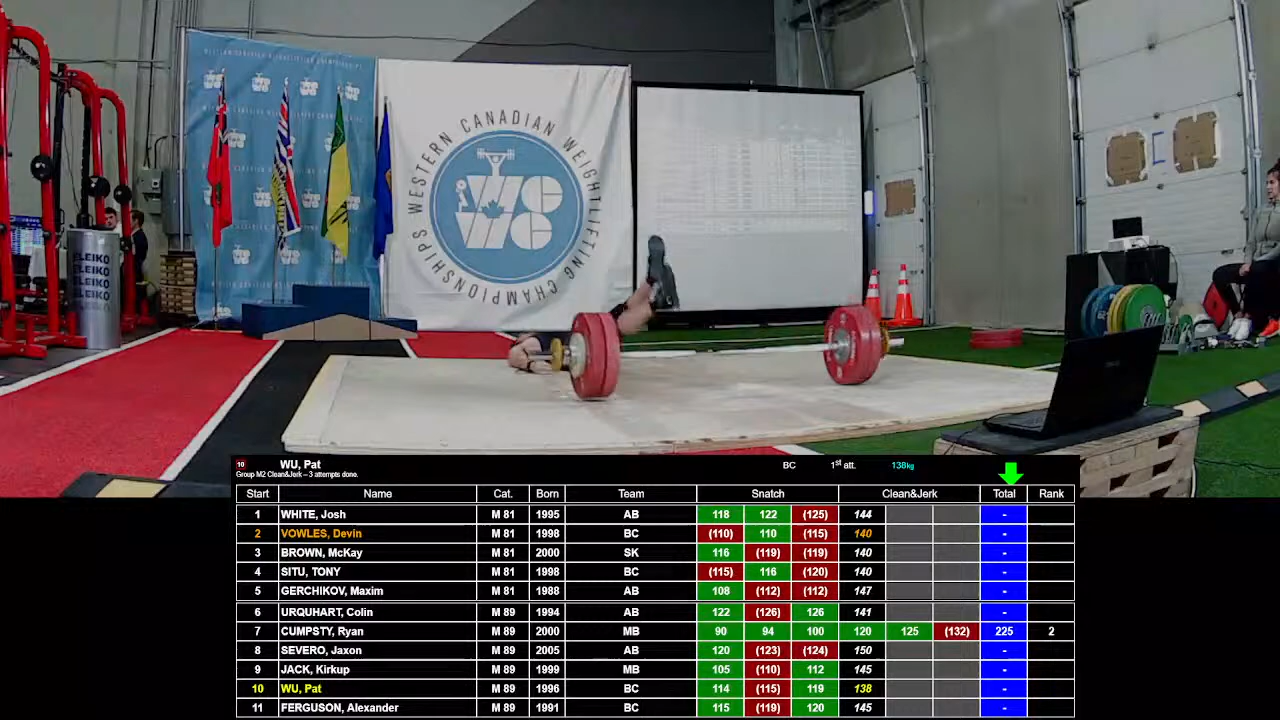 WESTERN CANADIAN WEIGHTLIFTING CHAMPIONSHIPS
WC
WC
ELEIKO
ELEIKO
ELEIKO
ELEIKO
10 WU, Pat BC 1st att. 138kg
Group M2 Clean&Jerk – 3 attempts done.
Start Name Cat. Born Team Snatch Clean&Jerk Total Rank
1 WHITE, Josh M 81 1995 AB 118 122 (125) 144 -
2 VOWLES, Devin M 81 1998 BC (110) 110 (115) 140 -
3 BROWN, McKay M 81 2000 SK 116 (119) (119) 140 -
4 SITU, TONY M 81 1998 BC (115) 116 (120) 140 -
5 GERCHIKOV, Maxim M 81 1988 AB 108 (112) (112) 147 -
6 URQUHART, Colin M 89 1994 AB 122 (126) 126 141 -
7 CUMPSTY, Ryan M 89 2000 MB 90 94 100 120 125 (132) 225 2
8 SEVERO, Jaxon M 89 2005 AB 120 (123) (124) 150 -
9 JACK, Kirkup M 89 1999 MB 105 (110) 112 145 -
10 WU, Pat M 89 1996 BC 114 (115) 119 138 -
11 FERGUSON, Alexander M 89 1991 BC 115 (119) 120 145 -